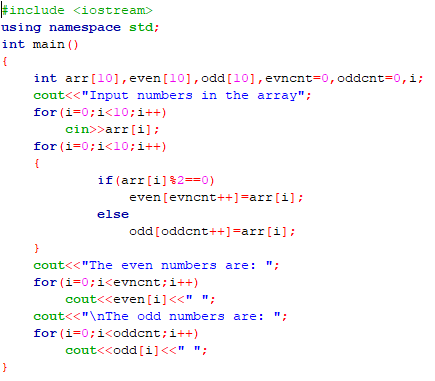 #include <iostream>
using namespace std;
int main()
{
    int arr[10],even[10],odd[10],evncnt=0,oddcnt=0,i;
    cout<<"Input numbers in the array";
    for(i=0;i<10;i++)
        cin>>arr[i];
    for(i=0;i<10;i++)
    {
            if(arr[i]%2==0)
                even[evncnt++]=arr[i];
            else
                odd[oddcnt++]=arr[i];
    }
    cout<<"The even numbers are: ";
    for(i=0;i<evncnt;i++)
        cout<<even[i]<<" ";
    cout<<"\nThe odd numbers are: ";
    for(i=0;i<oddcnt;i++)
        cout<<odd[i]<<" ";
}